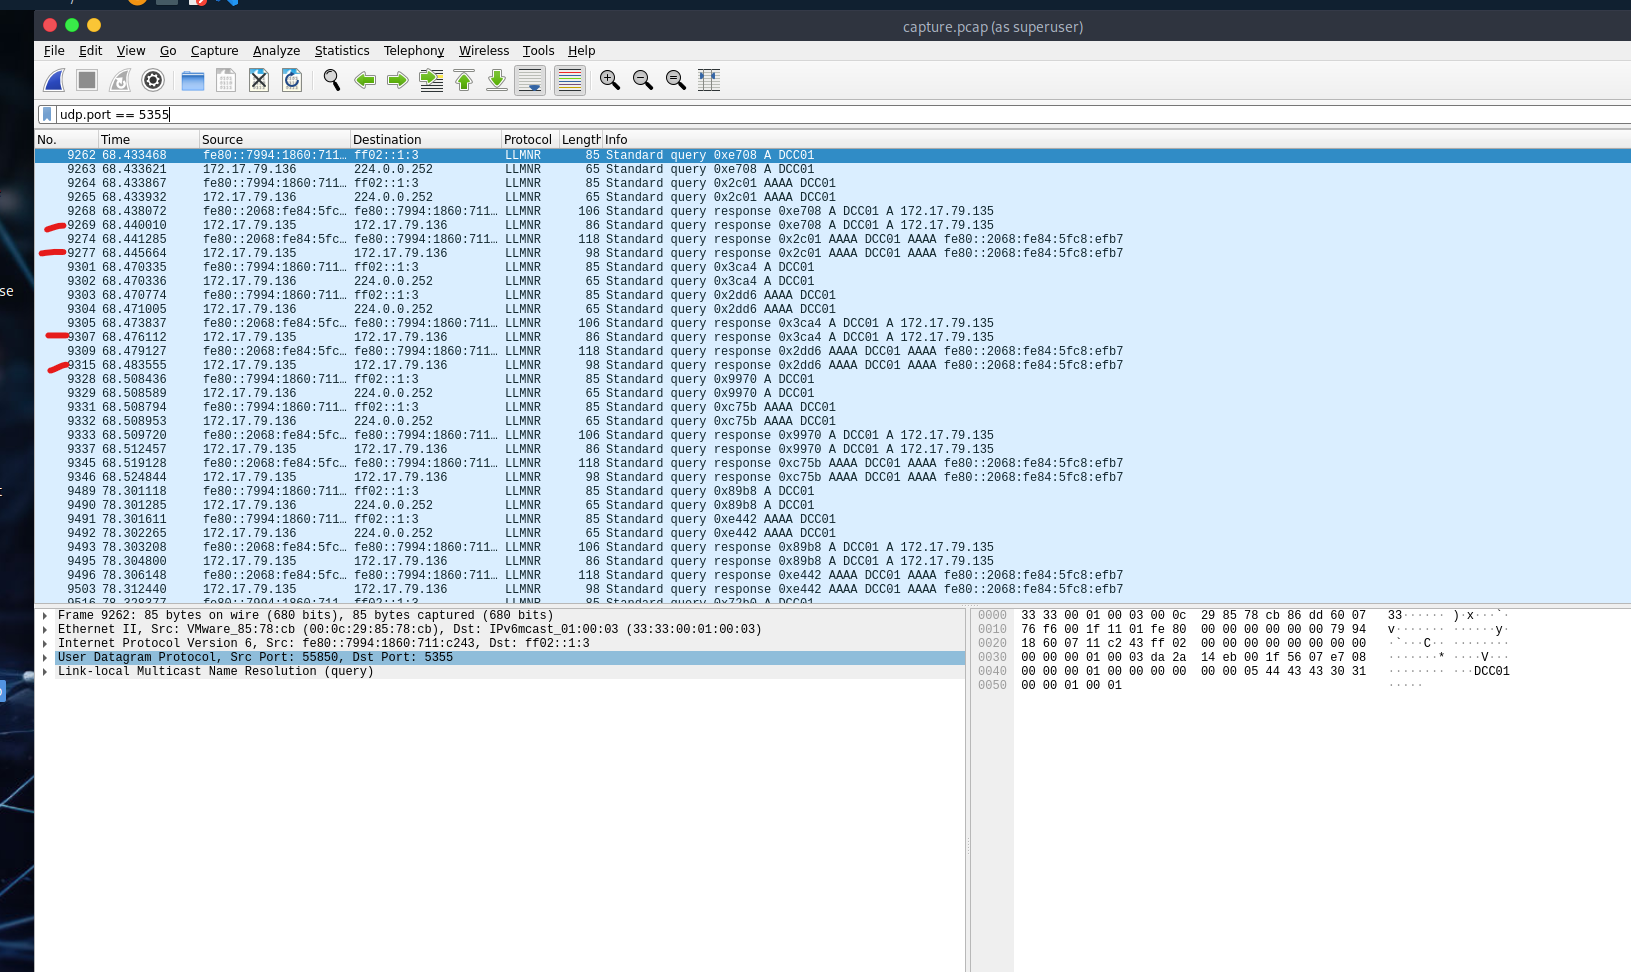 capture.pcap (as superuser)
File Edit View Go Capture Analyze Statistics Telephony Wireless Tools Help
udp.port == 5355
No. Time Source Destination Protocol Length Info
9262 68.433468 fe80::7994:1860:711… ff02::1:3 LLMNR 85 Standard query 0xe708 A DCC01
9263 68.433621 172.17.79.136 224.0.0.252 LLMNR 65 Standard query 0xe708 A DCC01
9264 68.433867 fe80::7994:1860:711… ff02::1:3 LLMNR 85 Standard query 0x2c01 AAAA DCC01
9265 68.433932 172.17.79.136 224.0.0.252 LLMNR 65 Standard query 0x2c01 AAAA DCC01
9268 68.438072 fe80::2068:fe84:5fc… fe80::7994:1860:711… LLMNR 106 Standard query response 0xe708 A DCC01 A 172.17.79.135
9269 68.440010 172.17.79.135 172.17.79.136 LLMNR 86 Standard query response 0xe708 A DCC01 A 172.17.79.135
9274 68.441285 fe80::2068:fe84:5fc… fe80::7994:1860:711… LLMNR 118 Standard query response 0x2c01 AAAA DCC01 AAAA fe80::2068:fe84:5fc8:efb7
9277 68.445664 172.17.79.135 172.17.79.136 LLMNR 98 Standard query response 0x2c01 AAAA DCC01 AAAA fe80::2068:fe84:5fc8:efb7
9301 68.470335 fe80::7994:1860:711… ff02::1:3 LLMNR 85 Standard query 0x3ca4 A DCC01
9302 68.470336 172.17.79.136 224.0.0.252 LLMNR 65 Standard query 0x3ca4 A DCC01
9303 68.470774 fe80::7994:1860:711… ff02::1:3 LLMNR 85 Standard query 0x2dd6 AAAA DCC01
9304 68.471005 172.17.79.136 224.0.0.252 LLMNR 65 Standard query 0x2dd6 AAAA DCC01
9305 68.473837 fe80::2068:fe84:5fc… fe80::7994:1860:711… LLMNR 106 Standard query response 0x3ca4 A DCC01 A 172.17.79.135
9307 68.476112 172.17.79.135 172.17.79.136 LLMNR 86 Standard query response 0x3ca4 A DCC01 A 172.17.79.135
9309 68.479127 fe80::2068:fe84:5fc… fe80::7994:1860:711… LLMNR 118 Standard query response 0x2dd6 AAAA DCC01 AAAA fe80::2068:fe84:5fc8:efb7
9315 68.483555 172.17.79.135 172.17.79.136 LLMNR 98 Standard query response 0x2dd6 AAAA DCC01 AAAA fe80::2068:fe84:5fc8:efb7
9328 68.508436 fe80::7994:1860:711… ff02::1:3 LLMNR 85 Standard query 0x9970 A DCC01
9329 68.508589 172.17.79.136 224.0.0.252 LLMNR 65 Standard query 0x9970 A DCC01
9331 68.508794 fe80::7994:1860:711… ff02::1:3 LLMNR 85 Standard query 0xc75b AAAA DCC01
9332 68.508953 172.17.79.136 224.0.0.252 LLMNR 65 Standard query 0xc75b AAAA DCC01
9333 68.509720 fe80::2068:fe84:5fc… fe80::7994:1860:711… LLMNR 106 Standard query response 0x9970 A DCC01 A 172.17.79.135
9337 68.512457 172.17.79.135 172.17.79.136 LLMNR 86 Standard query response 0x9970 A DCC01 A 172.17.79.135
9345 68.519128 fe80::2068:fe84:5fc… fe80::7994:1860:711… LLMNR 118 Standard query response 0xc75b AAAA DCC01 AAAA fe80::2068:fe84:5fc8:efb7
9346 68.524844 172.17.79.135 172.17.79.136 LLMNR 98 Standard query response 0xc75b AAAA DCC01 AAAA fe80::2068:fe84:5fc8:efb7
9489 78.301118 fe80::7994:1860:711… ff02::1:3 LLMNR 85 Standard query 0x89b8 A DCC01
9490 78.301285 172.17.79.136 224.0.0.252 LLMNR 65 Standard query 0x89b8 A DCC01
9491 78.301611 fe80::7994:1860:711… ff02::1:3 LLMNR 85 Standard query 0xe442 AAAA DCC01
9492 78.302265 172.17.79.136 224.0.0.252 LLMNR 65 Standard query 0xe442 AAAA DCC01
9493 78.303208 fe80::2068:fe84:5fc… fe80::7994:1860:711… LLMNR 106 Standard query response 0x89b8 A DCC01 A 172.17.79.135
9495 78.304800 172.17.79.135 172.17.79.136 LLMNR 86 Standard query response 0x89b8 A DCC01 A 172.17.79.135
9496 78.306148 fe80::2068:fe84:5fc… fe80::7994:1860:711… LLMNR 118 Standard query response 0xe442 AAAA DCC01 AAAA fe80::2068:fe84:5fc8:efb7
9503 78.312440 172.17.79.135 172.17.79.136 LLMNR 98 Standard query response 0xe442 AAAA DCC01 AAAA fe80::2068:fe84:5fc8:efb7
Frame 9262: 85 bytes on wire (680 bits), 85 bytes captured (680 bits)
Ethernet II, Src: VMware_85:78:cb (00:0c:29:85:78:cb), Dst: IPv6mcast_01:00:03 (33:33:00:01:00:03)
Internet Protocol Version 6, Src: fe80::7994:1860:711:c243, Dst: ff02::1:3
User Datagram Protocol, Src Port: 55850, Dst Port: 5355
Link-local Multicast Name Resolution (query)
0000 33 33 00 01 00 03 00 0c 29 85 78 cb 86 dd 60 07 33······ )·x···`·
0010 76 f6 00 1f 11 01 fe 80 00 00 00 00 00 00 79 94 v······· ······y·
0020 18 60 07 11 c2 43 ff 02 00 00 00 00 00 00 00 00 ·`···C·· ········
0030 00 00 00 01 00 03 da 2a 14 eb 00 1f 56 07 e7 08 ·······* ····V···
0040 00 00 00 01 00 00 00 00 00 00 05 44 43 43 30 31 ········ ···DCC01
0050 00 00 01 00 01 ·····
se